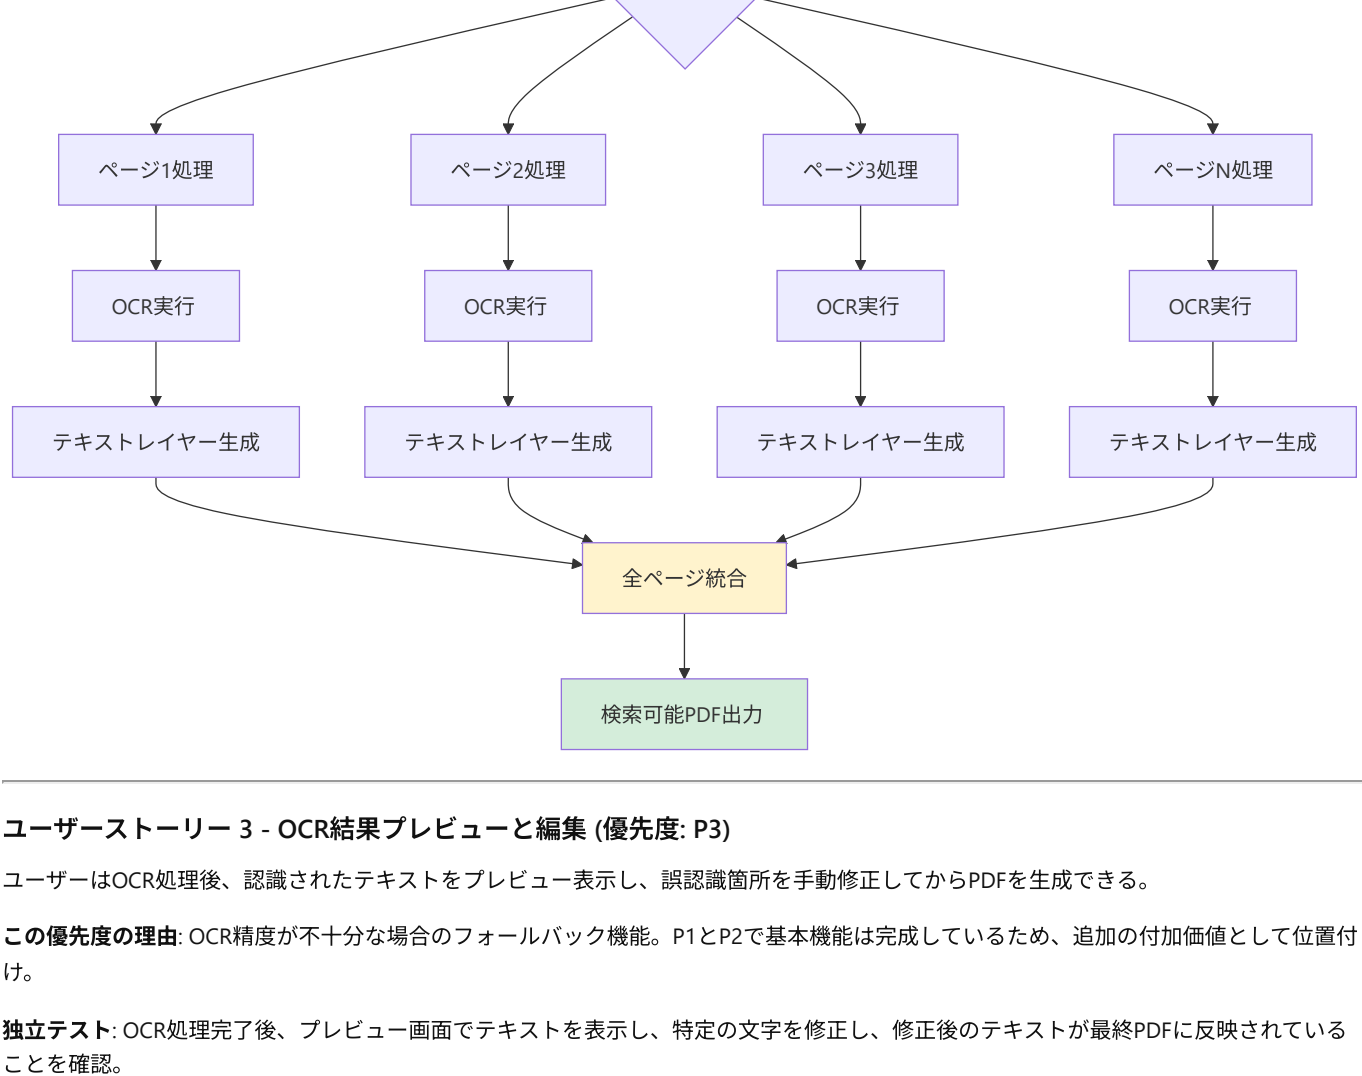 ページ1処理
ページ2処理
ページ3処理
ページN処理
OCR実行
OCR実行
OCR実行
OCR実行
テキストレイヤー生成
テキストレイヤー生成
テキストレイヤー生成
テキストレイヤー生成
全ページ統合
検索可能PDF出力
ユーザーストーリー 3 - OCR結果プレビューと編集 (優先度: P3)
ユーザーはOCR処理後、認識されたテキストをプレビュー表示し、誤認識箇所を手動修正してからPDFを生成できる。
この優先度の理由: OCR精度が不十分な場合のフォールバック機能。P1とP2で基本機能は完成しているため、追加の付加価値として位置付
け。
独立テスト: OCR処理完了後、プレビュー画面でテキストを表示し、特定の文字を修正し、修正後のテキストが最終PDFに反映されている
ことを確認。